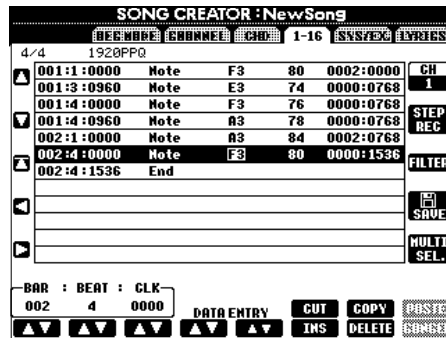 SONG CREATOR : NewSong
REC MODE CHANNEL CHD 1-16 SYS/EX. LYRICS
4/4 1920PPQ
001:1:0000 Note F3 80 0002:0000
001:3:0960 Note E3 74 0000:0768
001:4:0000 Note F3 76 0000:0768
001:4:0960 Note A3 78 0000:0768
002:1:0000 Note A3 84 0002:0768
002:4:0000 Note F3 80 0000:1536
002:4:1536 End
CH
1
STEP
REC
FILTER
SAVE
MULTI
SEL.
BAR : BEAT : CLK
002 4 0000
DATA ENTRY
CUT COPY PASTE
INS DELETE CANCEL